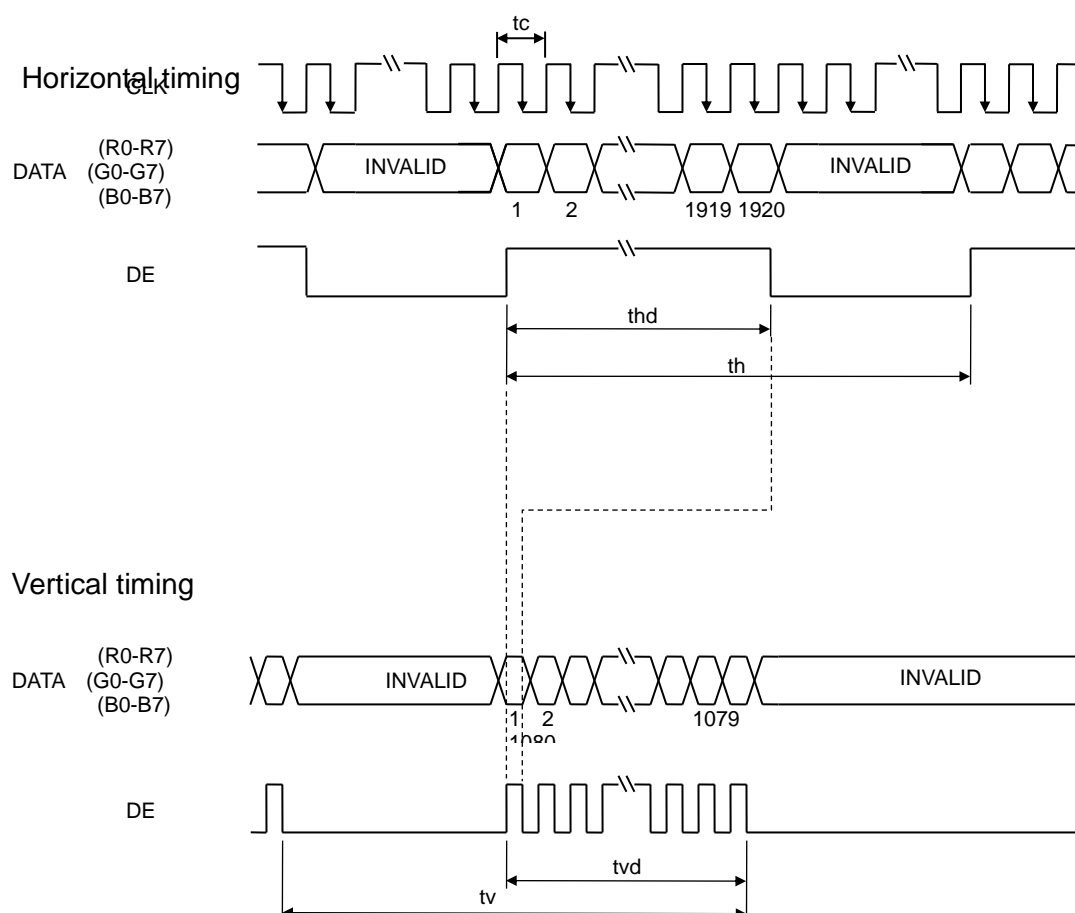 tc
Horizontal timing
CLK
(R0-R7)
DATA (G0-G7)
(B0-B7)
INVALID
INVALID
1 2 1919 1920
DE
thd
th
Vertical timing
(R0-R7)
DATA (G0-G7)
(B0-B7)
INVALID
INVALID
1 2 1079
1080
DE
tvd
tv